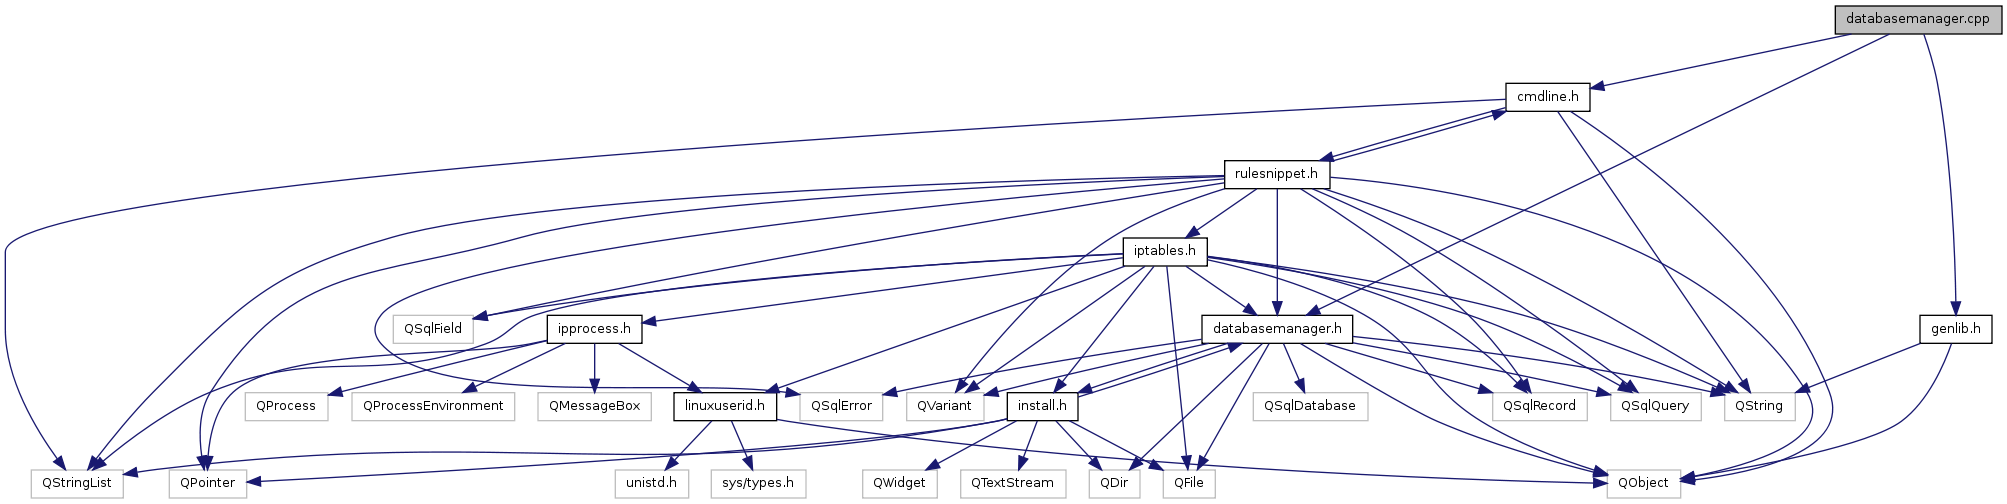 databasemanager.cpp
cmdline.h
rulesnippet.h
iptables.h
QSqlField
ipprocess.h
databasemanager.h
genlib.h
QProcess
QProcessEnvironment
QMessageBox
linuxuserid.h
QSqlError
QVariant
install.h
QSqlDatabase
QSqlRecord
QSqlQuery
QString
QStringList
QPointer
unistd.h
sys/types.h
QWidget
QTextStream
QDir
QFile
QObject